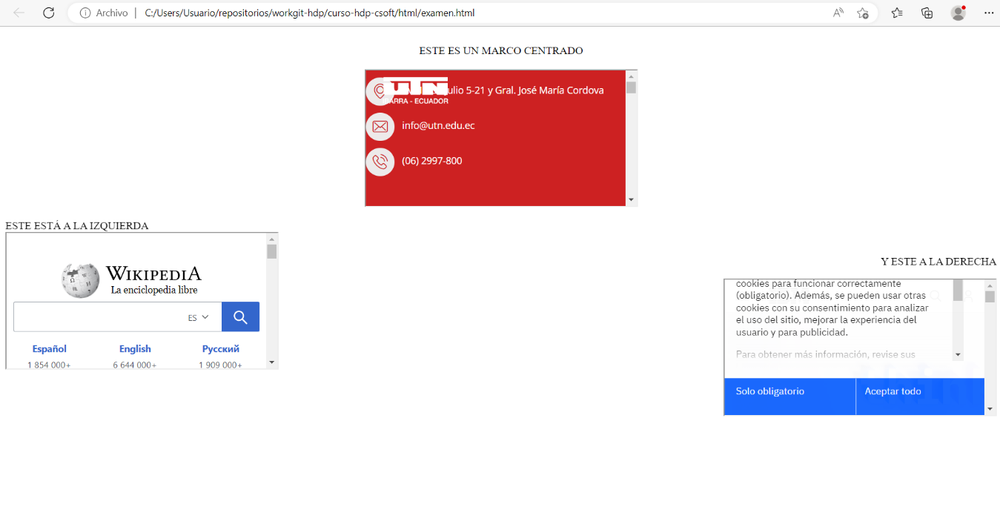 Archivo | C:/Users/Usuario/repositorios/workgit-hdp/curso-hdp-csoft/html/examen.html
ESTE ES UN MARCO CENTRADO
UTN
ARRA - ECUADOR
julio 5-21 y Gral. José María Cordova
info@utn.edu.ec
(06) 2997-800
ESTE ESTÁ A LA IZQUIERDA
WIKIPEDIA
La enciclopedia libre
ES
Español English Русский
1 854 000+ 6 644 000+ 1 909 000+
Y ESTE A LA DERECHA
cookies para funcionar correctamente
(obligatorio). Además, se pueden usar otras
cookies con su consentimiento para analizar
el uso del sitio, mejorar la experiencia del
usuario y para publicidad.
Para obtener más información, revise sus
Solo obligatorio Aceptar todo